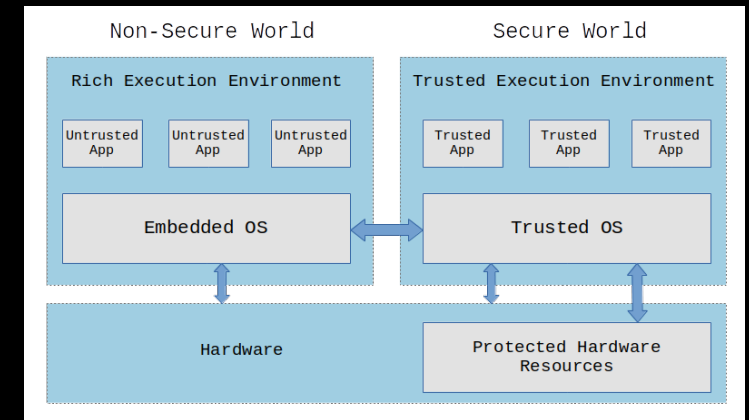 Non-Secure World
Secure World
Rich Execution Environment
Trusted Execution Environment
Untrusted
App
Untrusted
App
Untrusted
App
Trusted
App
Trusted
App
Trusted
App
Embedded OS
Trusted OS
Hardware
Protected Hardware
Resources